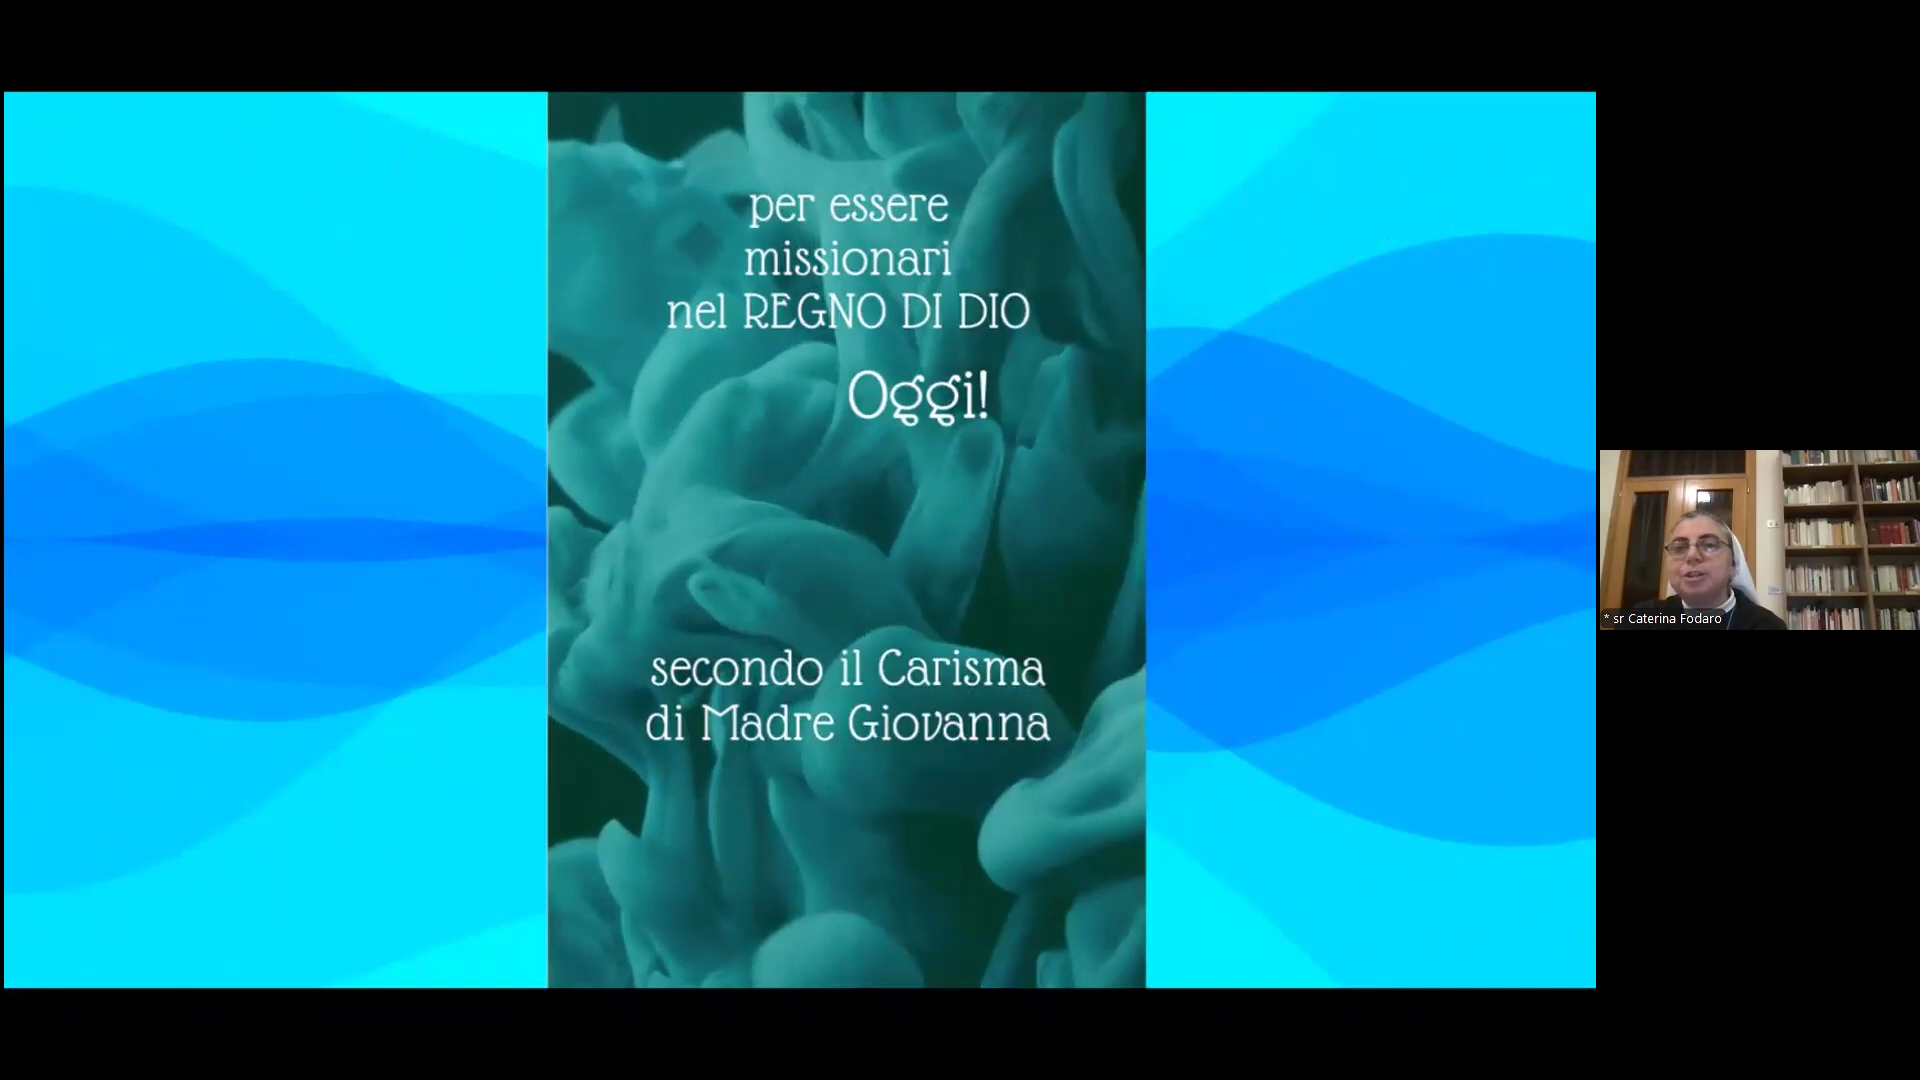 per essere
missionari
nel REGNO DI DIO
Oggi!
secondo il Carisma
di Madre Giovanna
* sr Caterina Fodaro